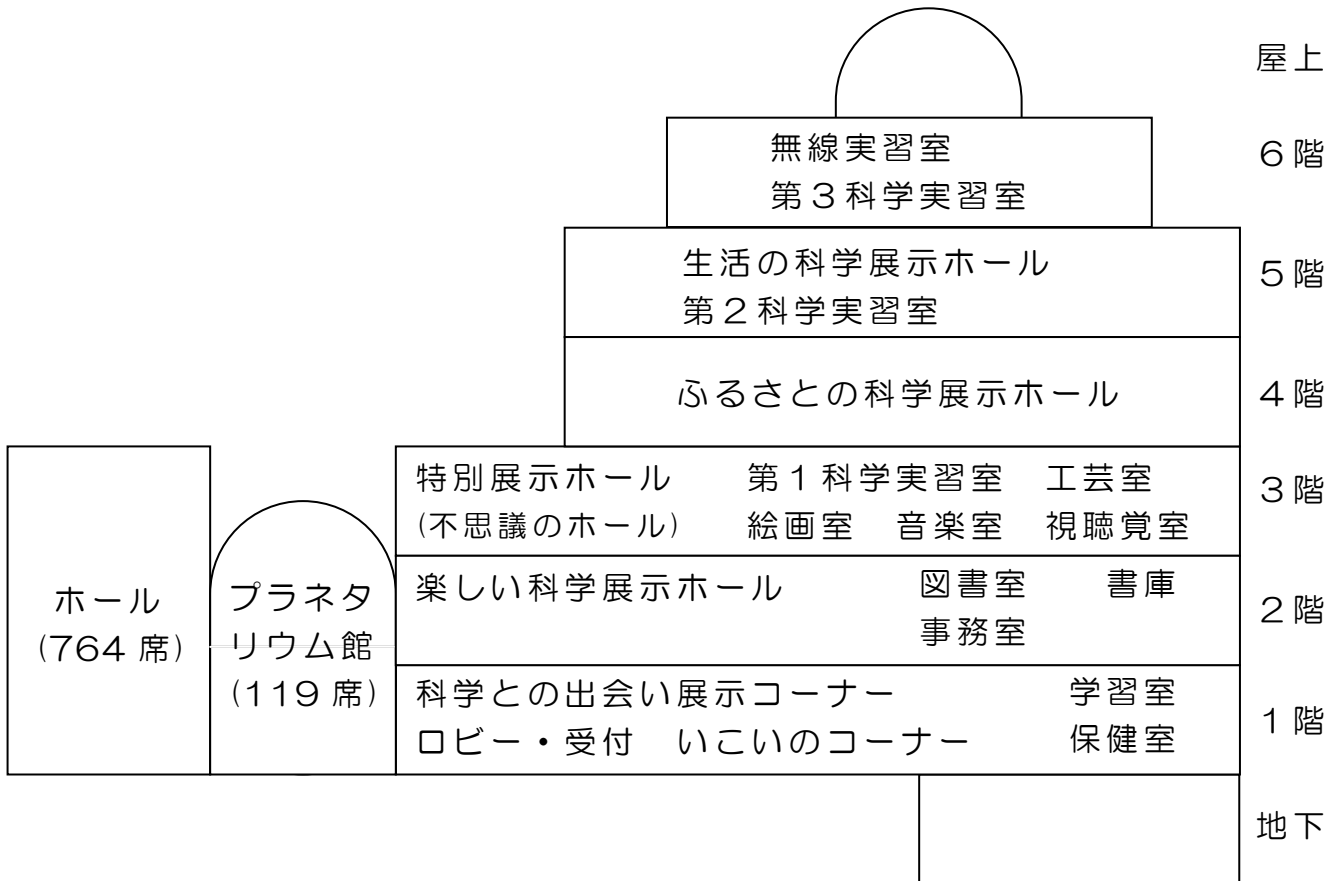 屋上
無線実習室
第3科学実習室
6階
生活の科学展示ホール
第2科学実習室
5階
ふるさとの科学展示ホール
4階
特別展示ホール 第1科学実習室 工芸室
(不思議のホール) 絵画室 音楽室 視聴覚室
3階
楽しい科学展示ホール 図書室 書庫
事務室
2階
科学との出会い展示コーナー 学習室
ロビー・受付 いこいのコーナー 保健室
1階
ホール
(764席)
プラネタ
リウム館
(119席)
地下